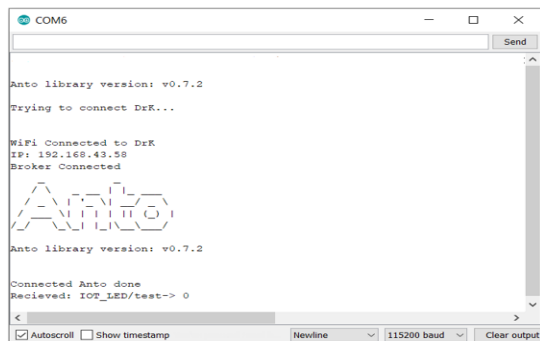 COM6
Send
Anto library version: v0.7.2
Trying to connect DrK...
WiFi Connected to DrK
IP: 192.168.43.58
Broker Connected
Anto
Anto library version: v0.7.2
Connected Anto done
Recieved: IOT_LED/test-> 0
Autoscroll Show timestamp Newline 115200 baud Clear output